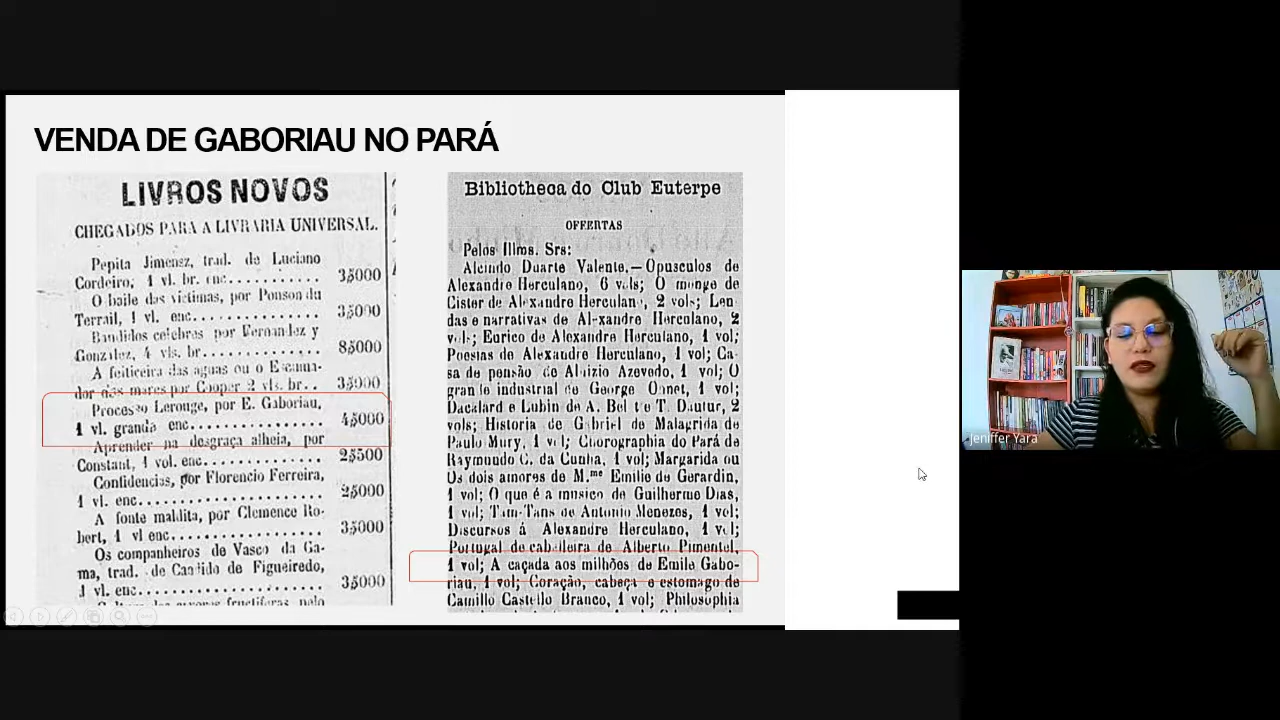 VENDA DE GABORIAU NO PARÁ
LIVROS NOVOS
CHEGADOS PARA A LIVRARIA UNIVERSAL.
Pepita Jimenez, trad. de Luciano
Cordeiro; 1 vl. br. enc........... 3$000
O baile das victimas, por Ponson du
Terrail, 1 vl. enc............... 3$000
Bandidos celebres por Fernandez y
Gonzalez, 4 vls. br.............. 8$000
A feiticeira das aguas ou o Escuma-
dor dos mares por Cooper 2 vls. br.. 3$000
Processo Lerouge, por E. Gaboriau,
1 vl. grande enc................ 4$000
Aprender na desgraça alheia, por
Constant, 1 vol. enc.............. 2$500
Confidencias, por Florencio Ferreira,
1 vl. enc....................... 2$000
A fonte maldita, por Clemence Ro-
bert, 1 vl enc................... 3$000
Os companheiros de Vasco da Ga-
ma, trad. de Candido de Figueiredo,
1 vl. enc....................... 3$000
Bibliotheca do Club Euterpe
OFFERTAS
Pelos Illms. Srs:
Alcindo Duarte Valente.—Opusculos de
Alexandre Herculano, 6 vols; O monge de
Cister de Alexandre Herculano, 2 vols; Len
das e narrativas de Alexandre Herculano, 2
vols; Eurico de Alexandre Herculano, 1 vol;
Poesias de Alexandre Herculano, 1 vol; Ca-
sa de pensão de Aluizio Azevedo, 1 vol; O
grande industrial de George Onnet, 1 vol;
Dacalard e Lubin de A. Bel, 2
vols; Historia de Gabriel de Malagrida de
Paulo Mury, 1 vol; Chorographia do Pará de
Raymundo C. da Cunha, 1 vol; Margarida ou
Os dois amores de M.me Emilie de Gerardin,
1 vol; O que é a musica de Guilherme Dias,
1 vol; Tam-Tans de Antonio Menezes, 1 vol;
Discursos á Alexandre Herculano, 1 vol;
Portugal de cabelleira de Alberto Pimentel,
1 vol; A caçada aos milhões de Emile Gabo-
riau, 1 vol; Coração, cabeça e estomago de
Camillo Castello Branco, 1 vol; Philosophia
Jeniffer Yara